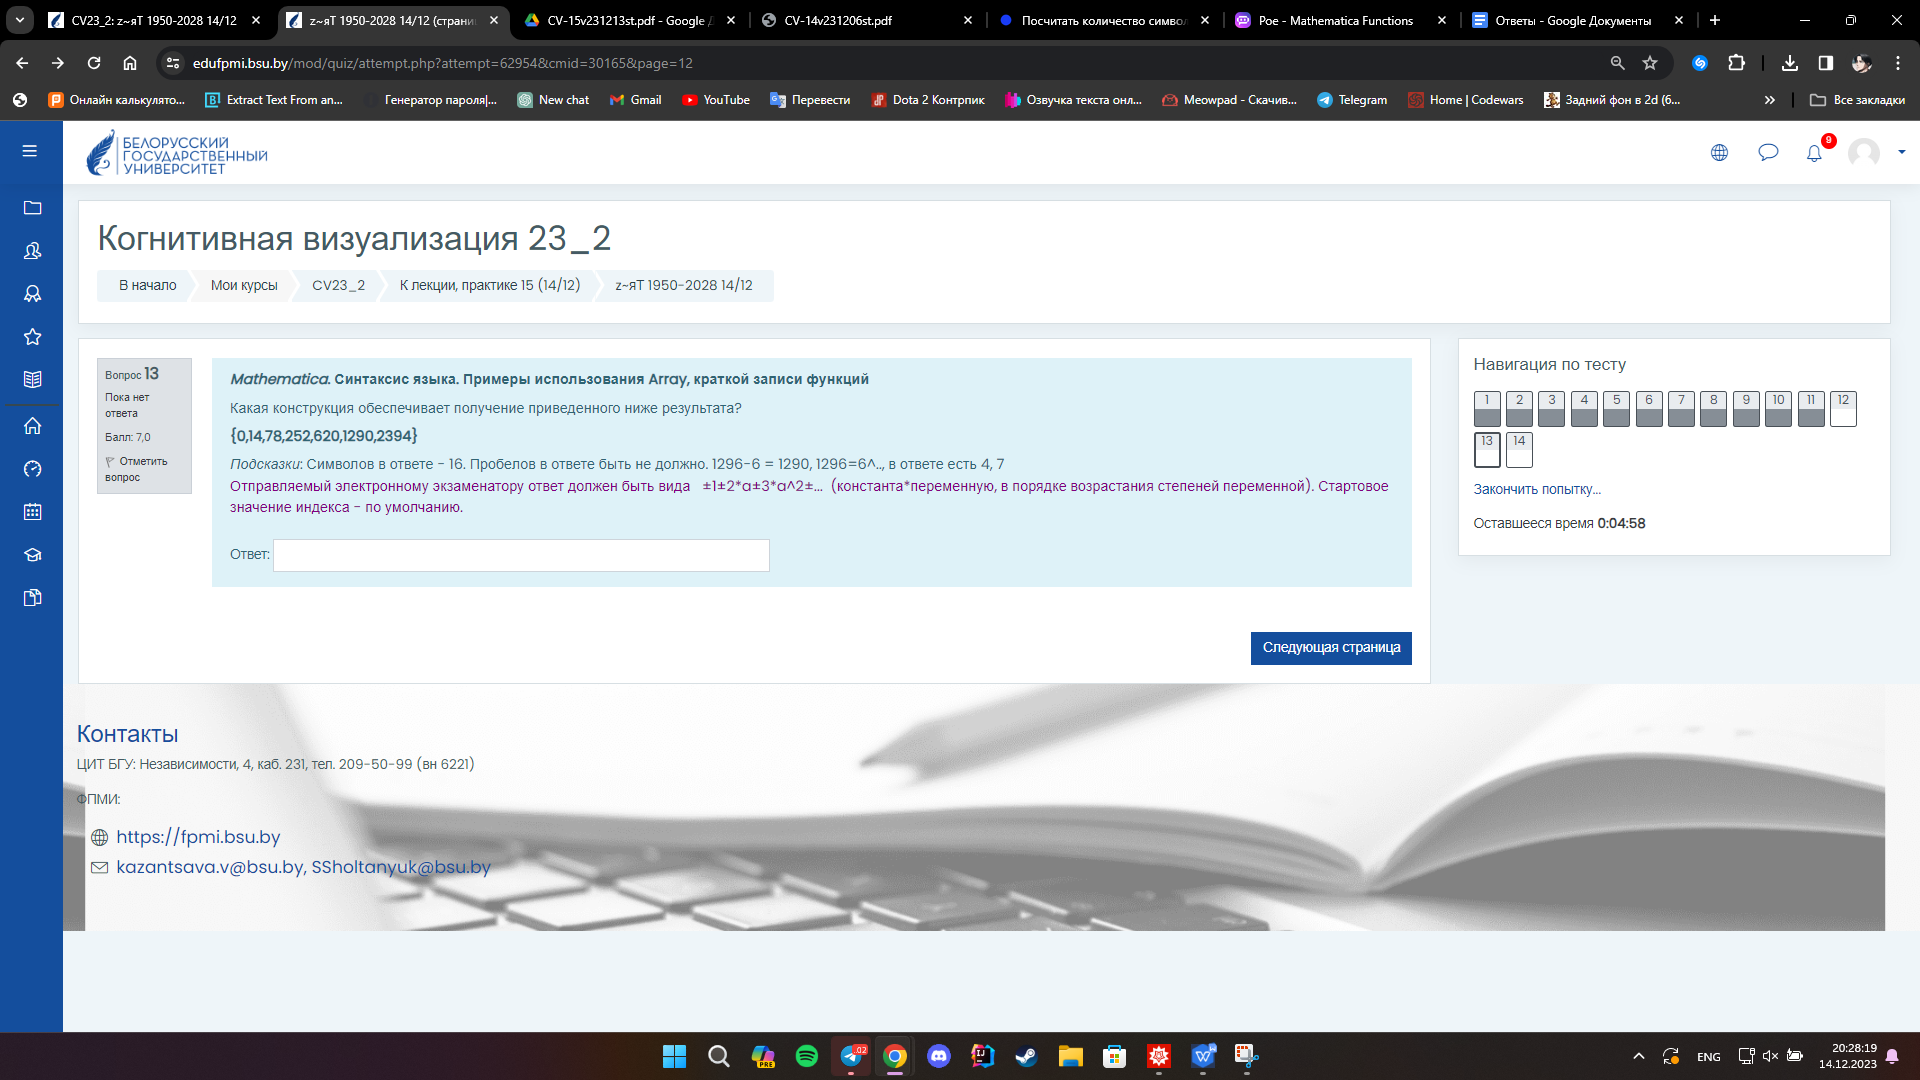 CV23_2: z~яТ 1950-2028 14/12
z~яТ 1950-2028 14/12 (страни
CV-15v231213st.pdf - Google Д
CV-14v231206st.pdf
Посчитать количество символ
Poe - Mathematica Functions
Ответы - Google Документы
edufpmi.bsu.by/mod/quiz/attempt.php?attempt=62954&cmid=30165&page=12
Онлайн калькулято...
Extract Text From an...
Генератор пароля|...
New chat
Gmail
YouTube
Перевести
Dota 2 Контрпик
Озвучка текста онл...
Meowpad - Скачив...
Telegram
Home | Codewars
Задний фон в 2d (6...
Все закладки
БЕЛОРУССКИЙ
ГОСУДАРСТВЕННЫЙ
УНИВЕРСИТЕТ
9
Когнитивная визуализация 23_2
В начало
Мои курсы
CV23_2
К лекции, практике 15 (14/12)
z~яТ 1950-2028 14/12
Вопрос 13
Пока нет
ответа
Балл: 7,0
Отметить
вопрос
Mathematica. Синтаксис языка. Примеры использования Array, краткой записи функций
Какая конструкция обеспечивает получение приведенного ниже результата?
{0,14,78,252,620,1290,2394}
Подсказки: Символов в ответе - 16. Пробелов в ответе быть не должно. 1296-6 = 1290, 1296=6^.., в ответе есть 4, 7
Отправляемый электронному экзаменатору ответ должен быть вида ±1±2*a±3*a^2±... (константа*переменную, в порядке возрастания степеней переменной). Стартовое
значение индекса - по умолчанию.
Ответ:
Следующая страница
Навигация по тесту
1 2 3 4 5 6 7 8 9 10 11 12
13 14
Закончить попытку...
Оставшееся время 0:04:58
Контакты
ЦИТ БГУ: Независимости, 4, каб. 231, тел. 209-50-99 (вн 6221)
ФПМИ:
https://fpmi.bsu.by
kazantsava.v@bsu.by, SSholtanyuk@bsu.by
PRE
ENG
20:28:19
14.12.2023